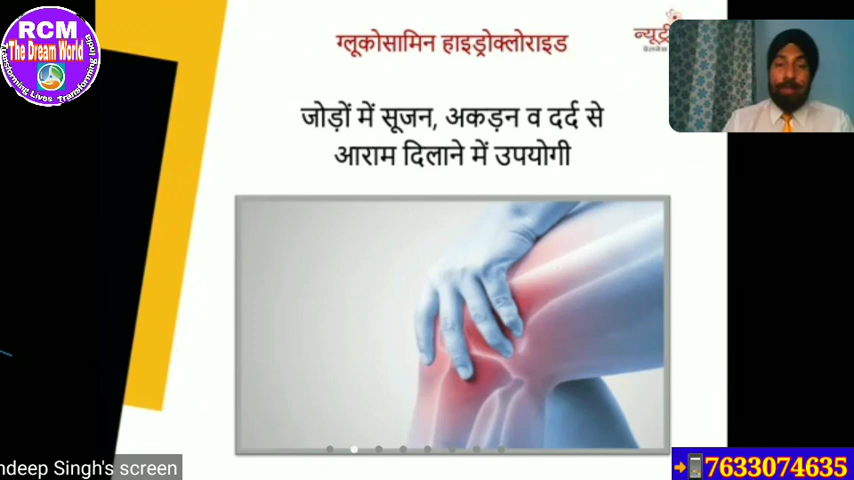 RCM
The Dream World
Transforming Lives Transforming India
ग्लूकोसामिन हाइड्रोक्लोराइड
जोड़ों में सूजन, अकड़न व दर्द से
आराम दिलाने में उपयोगी
ndeep Singh's screen
7633074635